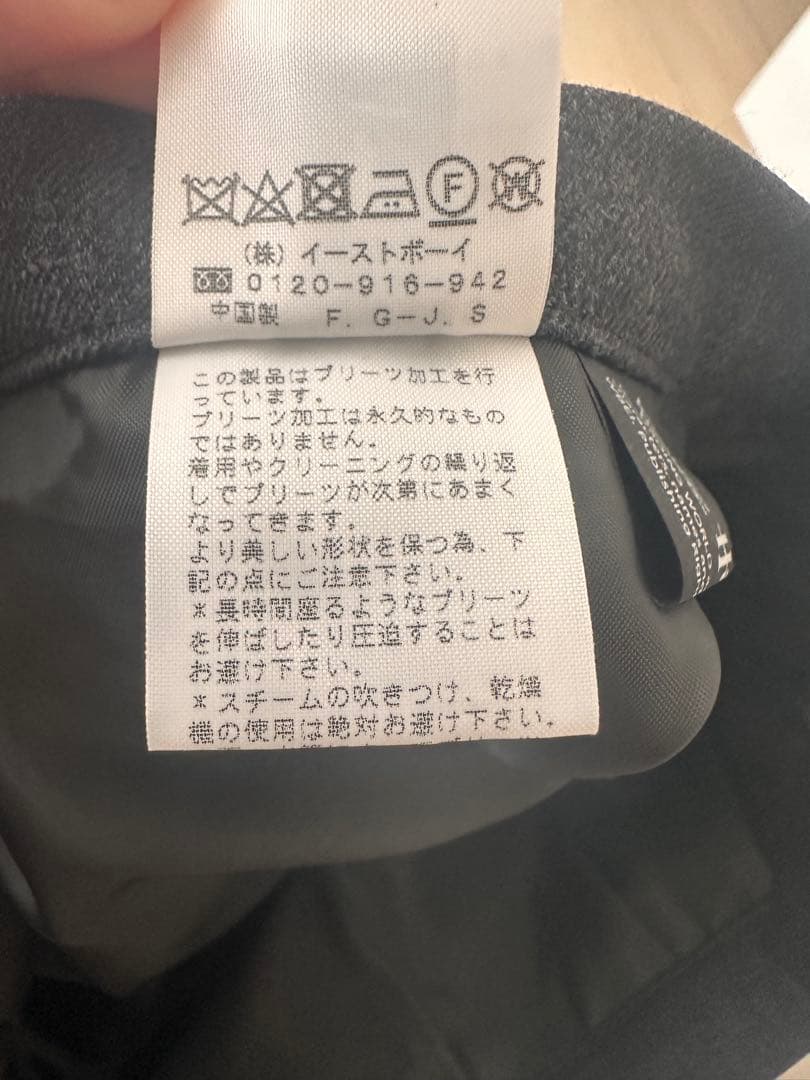 F W
(株) イーストボーイ
0120-916-942
中国製 F. G-J. S
この製品はプリーツ加工を行
っています。
プリーツ加工は永久的なもの
ではありません。
着用やクリーニングの繰り返
しでプリーツが次第にあまく
なってきます。
より美しい形状を保つ為、下
記の点にご注意下さい。
*長時間座るようなプリーツ
を伸ばしたり圧迫することは
お避け下さい。
*スチームの吹きつけ、乾燥
機の使用は絶対お避け下さい。
WORLD